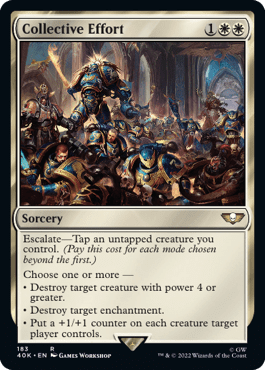 Collective Effort 1
Sorcery
Escalate—Tap an untapped creature you
control. (Pay this cost for each mode chosen
beyond the first.)
Choose one or more —
• Destroy target creature with power 4 or
greater.
• Destroy target enchantment.
• Put a +1/+1 counter on each creature target
player controls.
183 R © GW
40K • EN Games Workshop ™ & © 2022 Wizards of the Coast